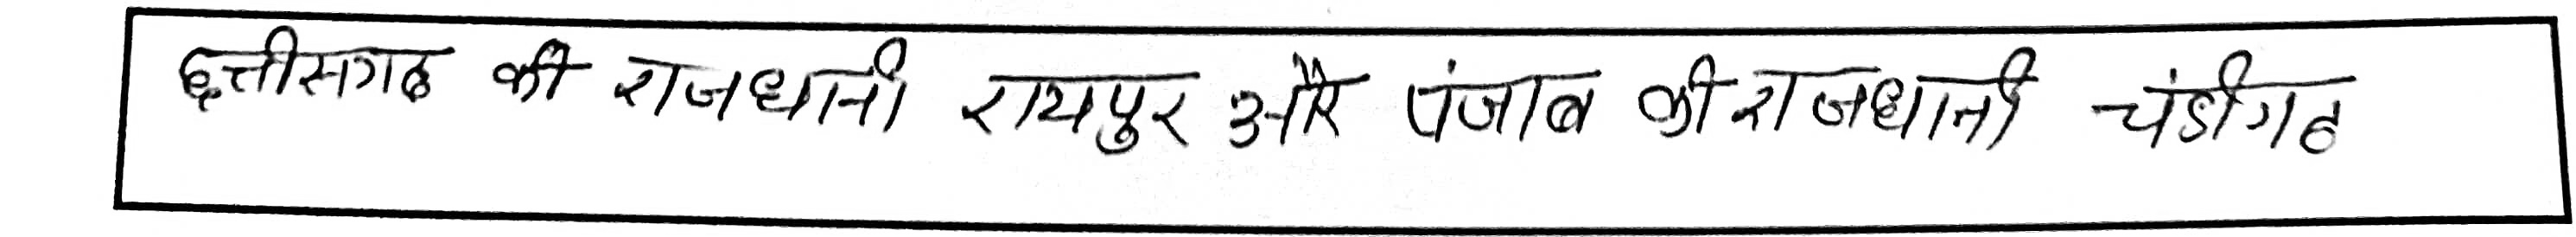 छत्तीसगढ की राजधानी रायपुर और पंजाब की राजधानी चंडीगढ